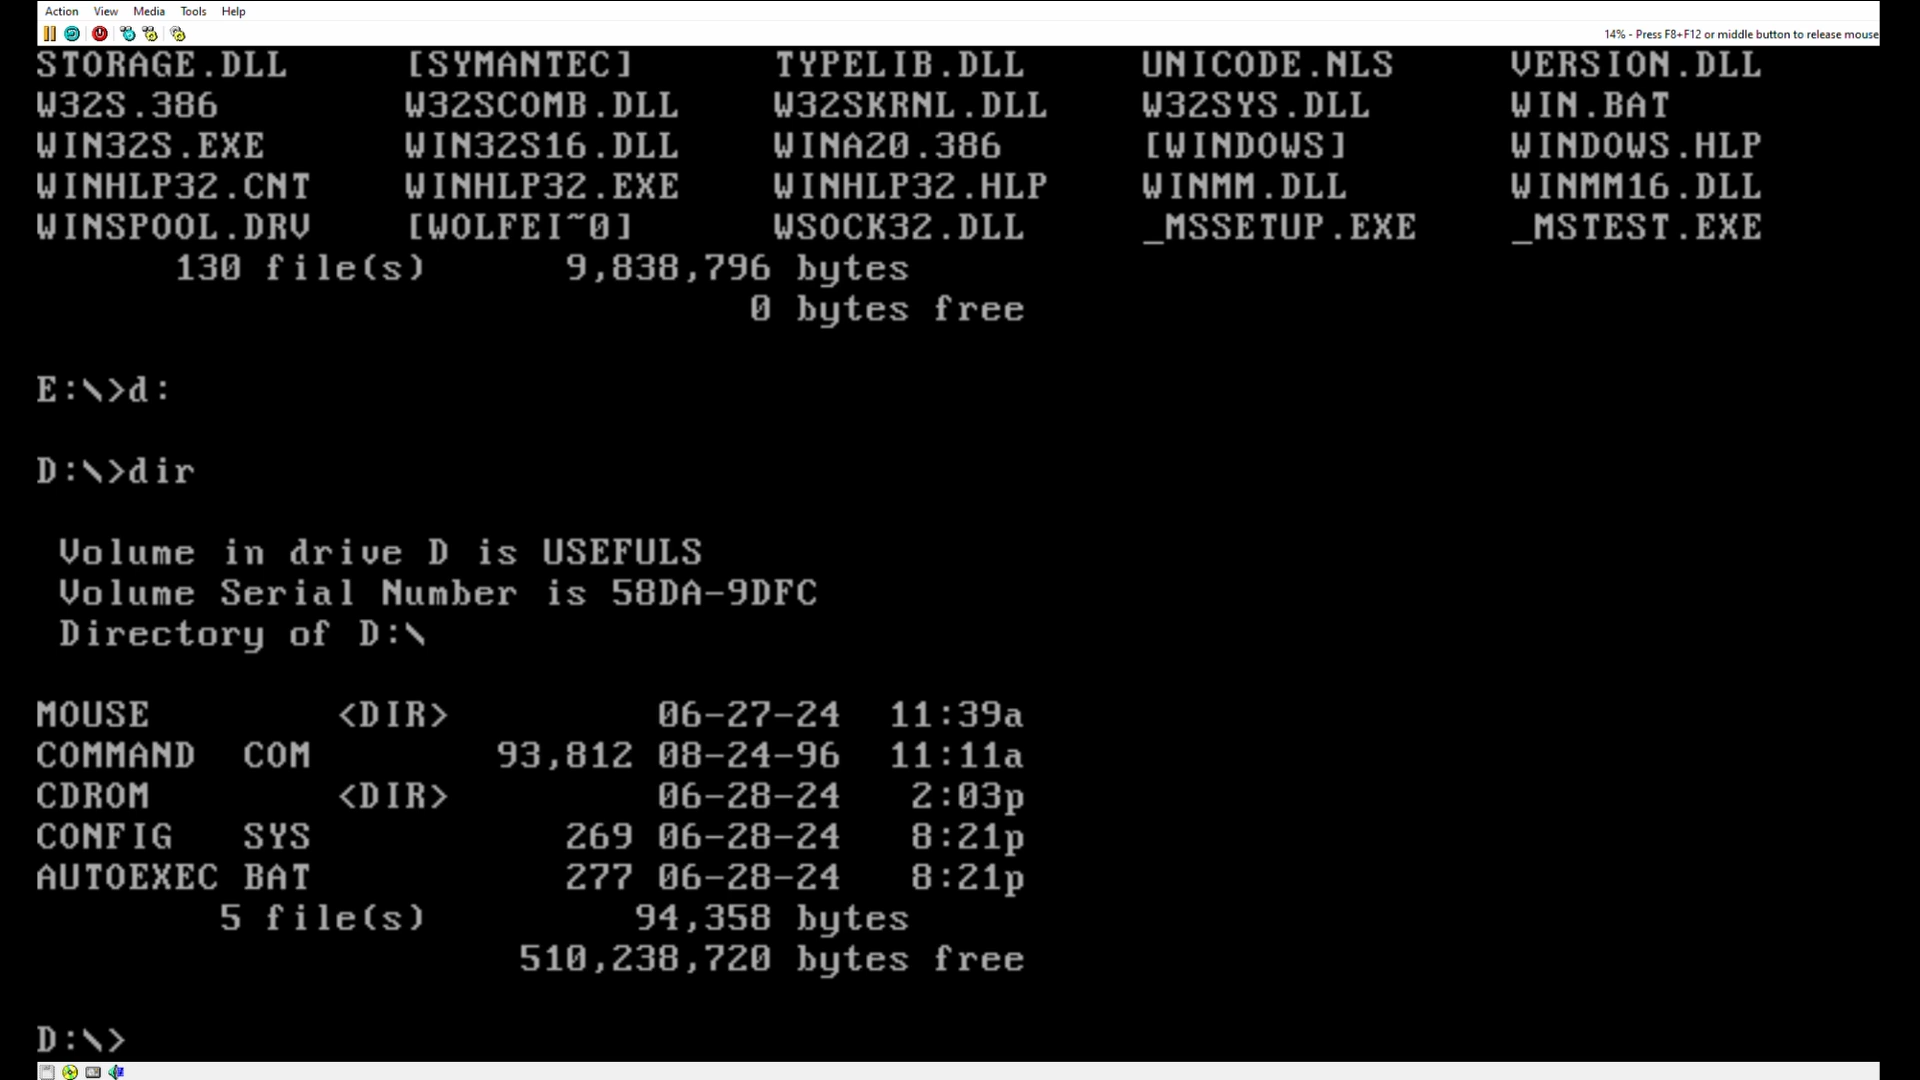 Action View Media Tools Help
14% - Press F8+F12 or middle button to release mouse
STORAGE.DLL [SYMANTEC] TYPELIB.DLL UNICODE.NLS VERSION.DLL
W32S.386 W32SCOMB.DLL W32SKRNL.DLL W32SYS.DLL WIN.BAT
WIN32S.EXE WIN32S16.DLL WINA20.386 [WINDOWS] WINDOWS.HLP
WINHLP32.CNT WINHLP32.EXE WINHLP32.HLP WINMM.DLL WINMM16.DLL
WINSPOOL.DRV [WOLFEI~0] WSOCK32.DLL _MSSETUP.EXE _MSTEST.EXE
130 file(s) 9,838,796 bytes
0 bytes free
E:\>d:
D:\>dir
Volume in drive D is USEFULS
Volume Serial Number is 58DA-9DFC
Directory of D:\
MOUSE <DIR> 06-27-24 11:39a
COMMAND COM 93,812 08-24-96 11:11a
CDROM <DIR> 06-28-24 2:03p
CONFIG SYS 269 06-28-24 8:21p
AUTOEXEC BAT 277 06-28-24 8:21p
5 file(s) 94,358 bytes
510,238,720 bytes free
D:\>